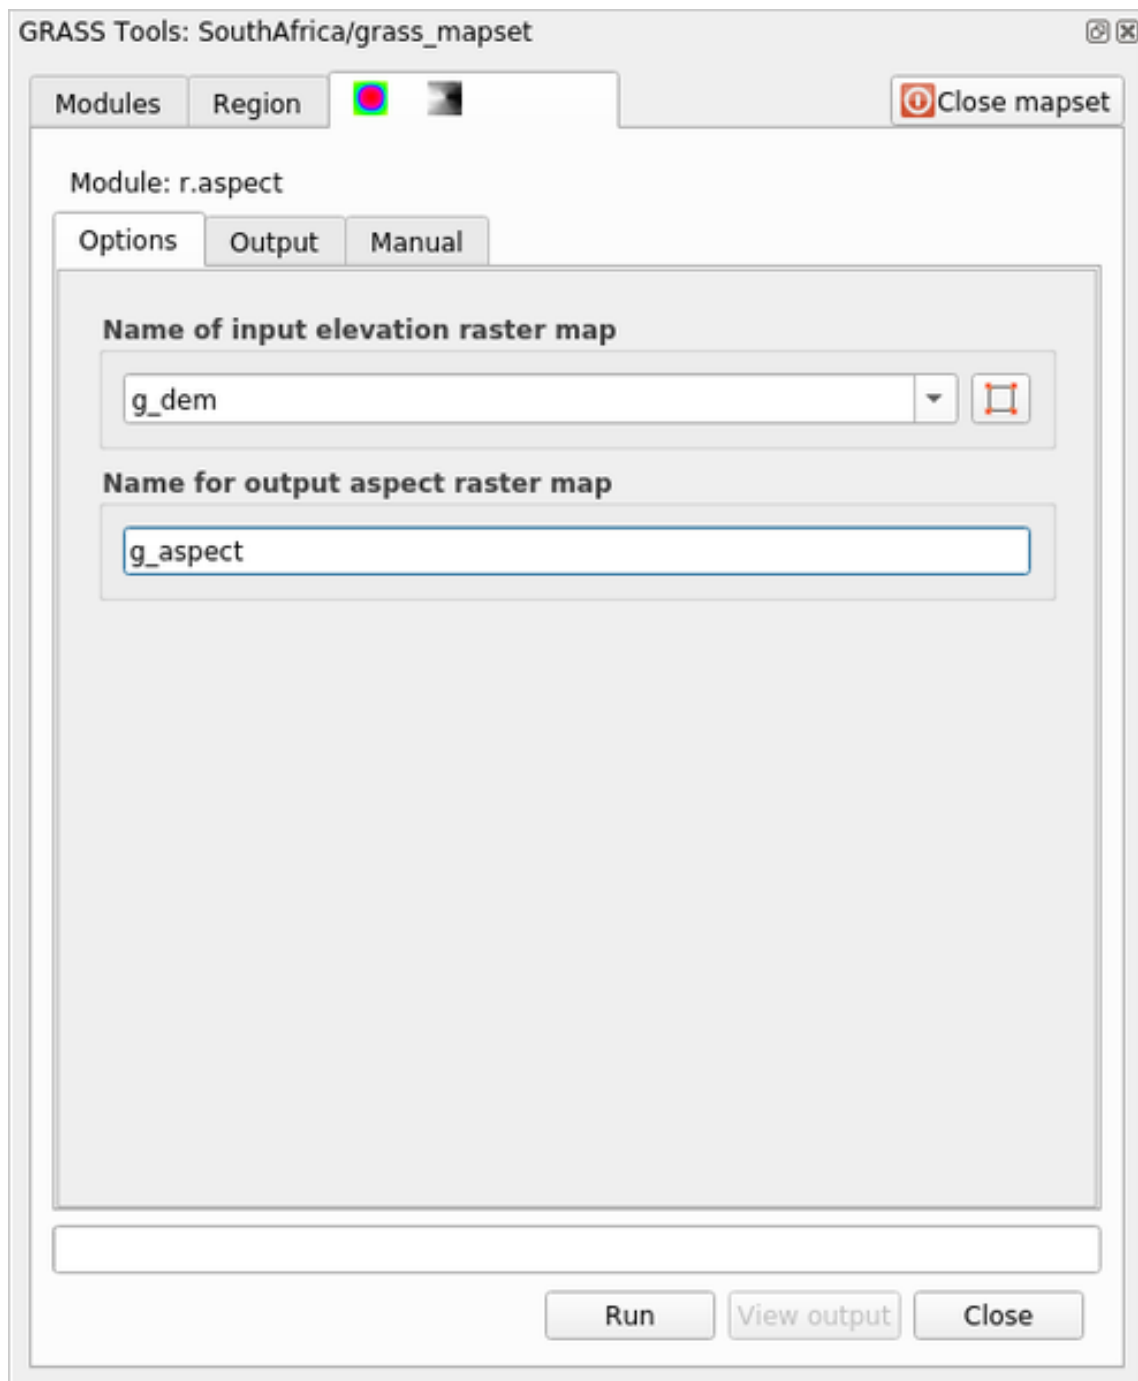 GRASS Tools: SouthAfrica/grass_mapset
Modules Region Close mapset
Module: r.aspect
Options Output Manual
Name of input elevation raster map
g_dem
Name for output aspect raster map
g_aspect
Run View output Close